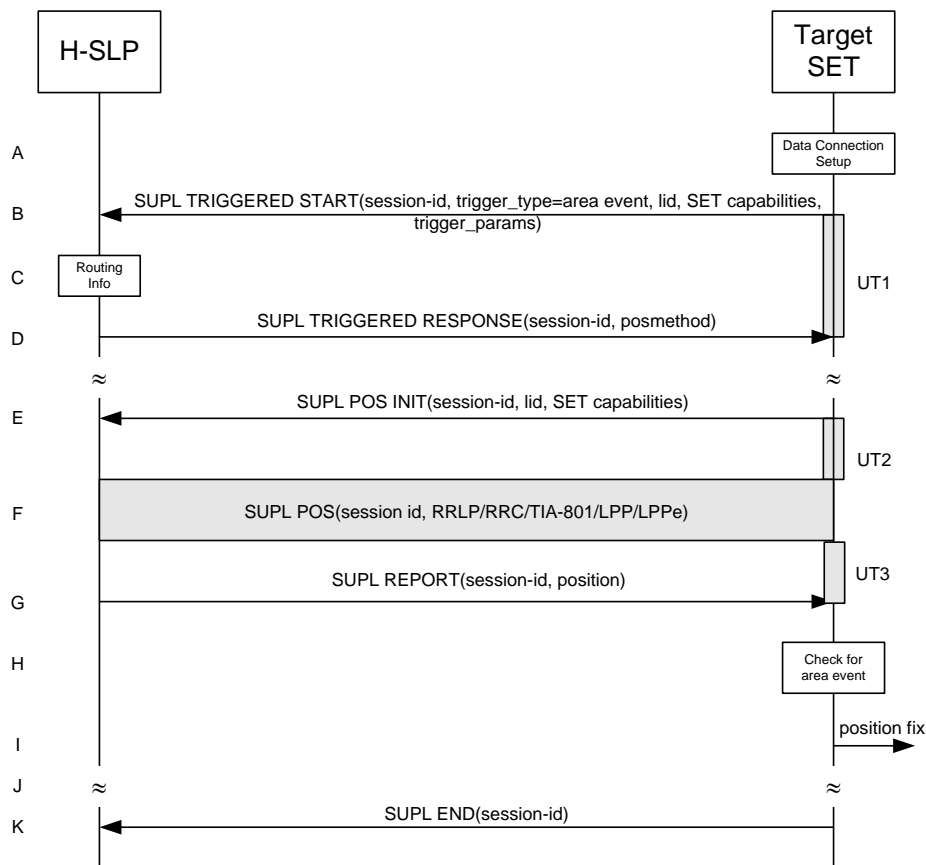 H-SLP
Target
SET
A
Data Connection
Setup
SUPL TRIGGERED START(session-id, trigger_type=area event, lid, SET capabilities,
trigger_params)
B
C
Routing
Info
UT1
SUPL TRIGGERED RESPONSE(session-id, posmethod)
D
≈ ≈
SUPL POS INIT(session-id, lid, SET capabilities)
E
UT2
F
SUPL POS(session id, RRLP/RRC/TIA-801/LPP/LPPe)
SUPL REPORT(session-id, position)
UT3
G
H
Check for
area event
position fix
I
J
≈ ≈
SUPL END(session-id)
K